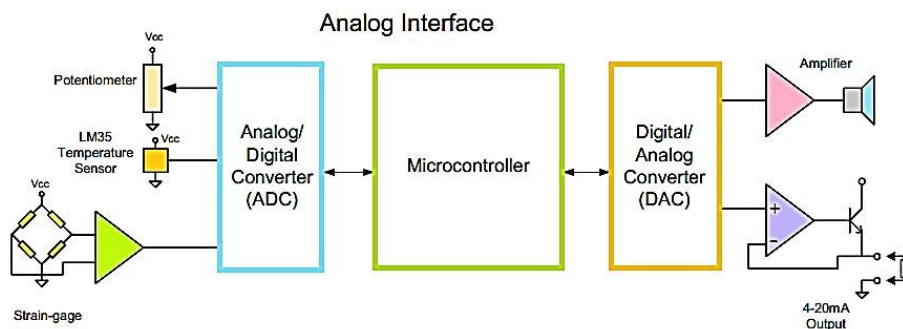 Analog Interface
Vcc
Potentiometer
LM35
Temperature
Sensor
Vcc
Vcc
Strain-gage
Analog/
Digital
Converter
(ADC)
Microcontroller
Digital/
Analog
Converter
(DAC)
Amplifier
+
−
4-20mA
Output